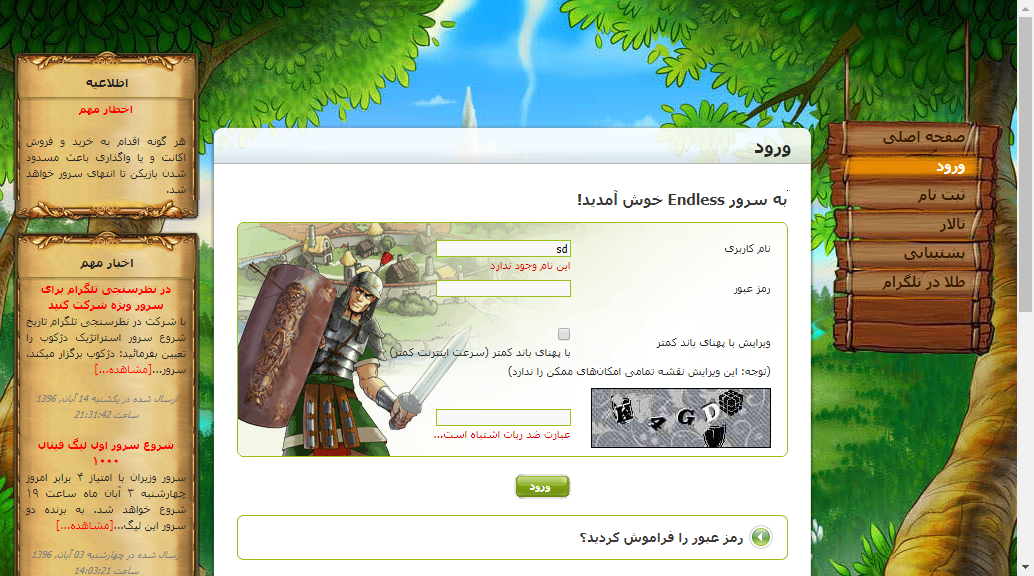 صفحه اصلی
ورود
ثبت نام
تالار
پشتیبانی
طلا در تلگرام
ورود
به سرور Endless خوش آمدید!
نام کاربری
sd
این نام وجود ندارد
رمز عبور
ویرایش با پهنای باند کمتر
با پهنای باند کمتر (سرعت اینترنت کمتر)
(توجه: این ویرایش نقشه تمامی امکان‌های ممکن را ندارد)
عبارت ضد ربات اشتباه است...
ورود
رمز عبور را فراموش کردید؟
اطلاعیه
اخطار مهم
هر گونه اقدام به خرید و فروش
اکانت و یا واگذاری باعث مسدود
شدن بازیکن تا انتهای سرور خواهد
شد.
اخبار مهم
در نظرسنجی تلگرام برای
سرور ویژه شرکت کنید
با شرکت در نظرسنجی تلگرام تاریخ
شروع سرور استراتژیک دژکوب را
تعیین بفرمائید: دژکوب برگزار میکند.
سرور...[مشاهده...]
ارسال شده در یکشنبه 14 آبان, 1396
ساعت 21:31:42
شروع سرور اول لیگ فینال
۱۰۰۰
سرور وزیران با امتیاز ۴ برابر امروز
چهارشنبه ۳ آبان ماه ساعت ۱۹
شروع خواهد شد. به برنده دو
سرور این لیگ...[مشاهده...]
ارسال شده در چهارشنبه 03 آبان, 1396
ساعت 14:03:21